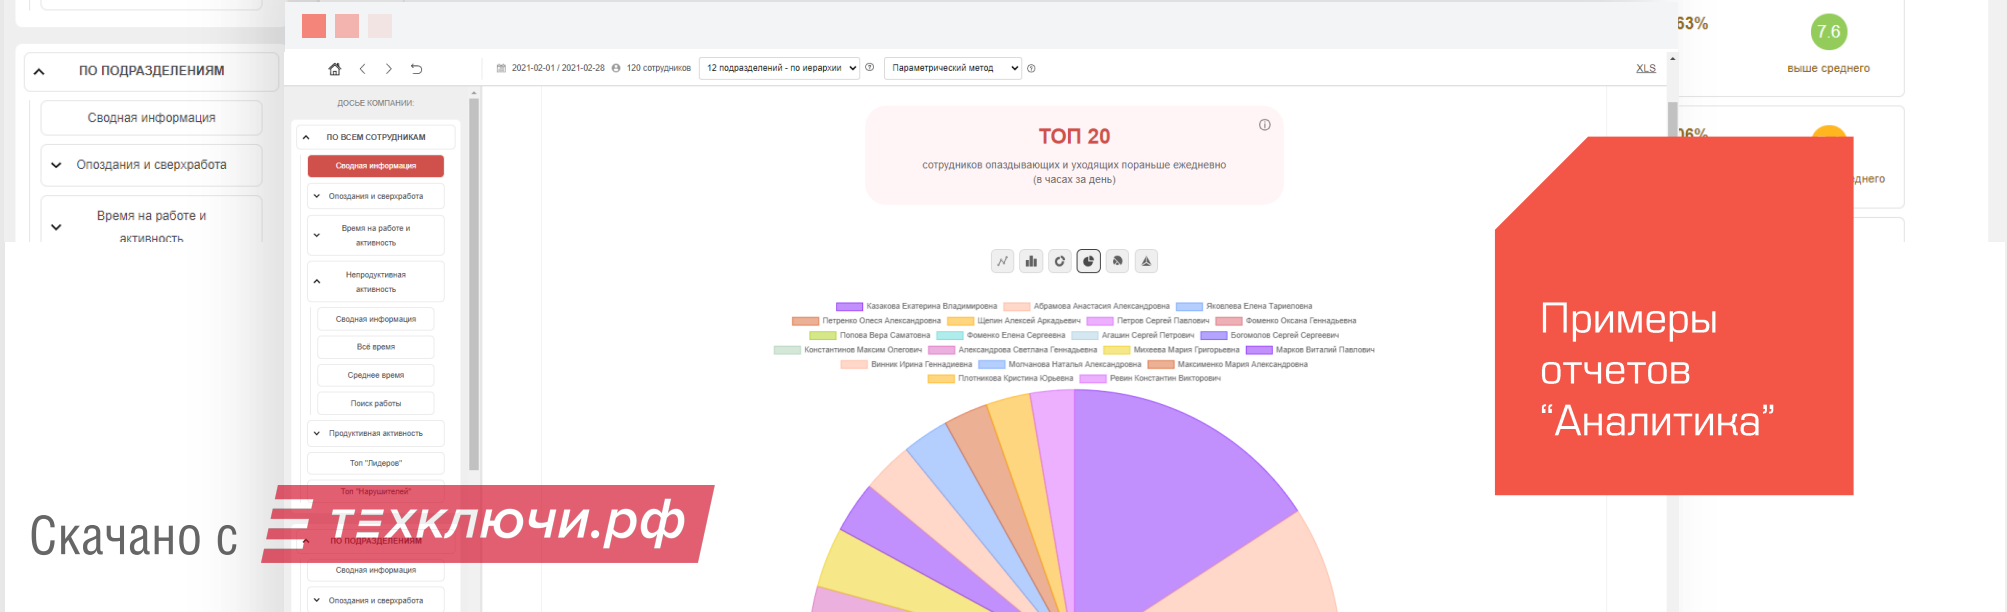 ПО ПОДРАЗДЕЛЕНИЯМ
Сводная информация
Опоздания и сверхработа
Время на работе и
активность
2021-02-01 / 2021-02-28
120 сотрудников
12 подразделений - по иерархии
Параметрический метод
XLS
ДОСЬЕ КОМПАНИИ:
ПО ВСЕМ СОТРУДНИКАМ
Сводная информация
Опоздания и сверхработа
Время на работе и
активность
Непродуктивная
активность
Сводная информация
Всё время
Среднее время
Поиск работы
Продуктивная активность
Топ "Лидеров"
Топ "Нарушителей"
ПО ПОДРАЗДЕЛЕНИЯМ
Сводная информация
Опоздания и сверхработа
ТОП 20
сотрудников опаздывающих и уходящих пораньше ежедневно
(в часах за день)
Казакова Екатерина Владимировна Абрамова Анастасия Александровна Яковлева Елена Тариеловна
Петренко Олеся Александровна Щепин Алексей Аркадьевич Петров Сергей Павлович Фоменко Оксана Геннадьевна
Попова Вера Саматовна Фоменко Елена Сергеевна Агашин Сергей Петрович Богомолов Сергей Сергеевич
Константинов Максим Олегович Александрова Светлана Геннадьевна Михеева Мария Григорьевна Марков Виталий Павлович
Винник Ирина Геннадиевна Молчанова Наталья Александровна Максименко Мария Александровна
Плотникова Кристина Юрьевна Ревин Константин Викторович
63%
7.6
выше среднего
06%
днего
Примеры
отчетов
“Аналитика”
Скачано с
техключи.рф